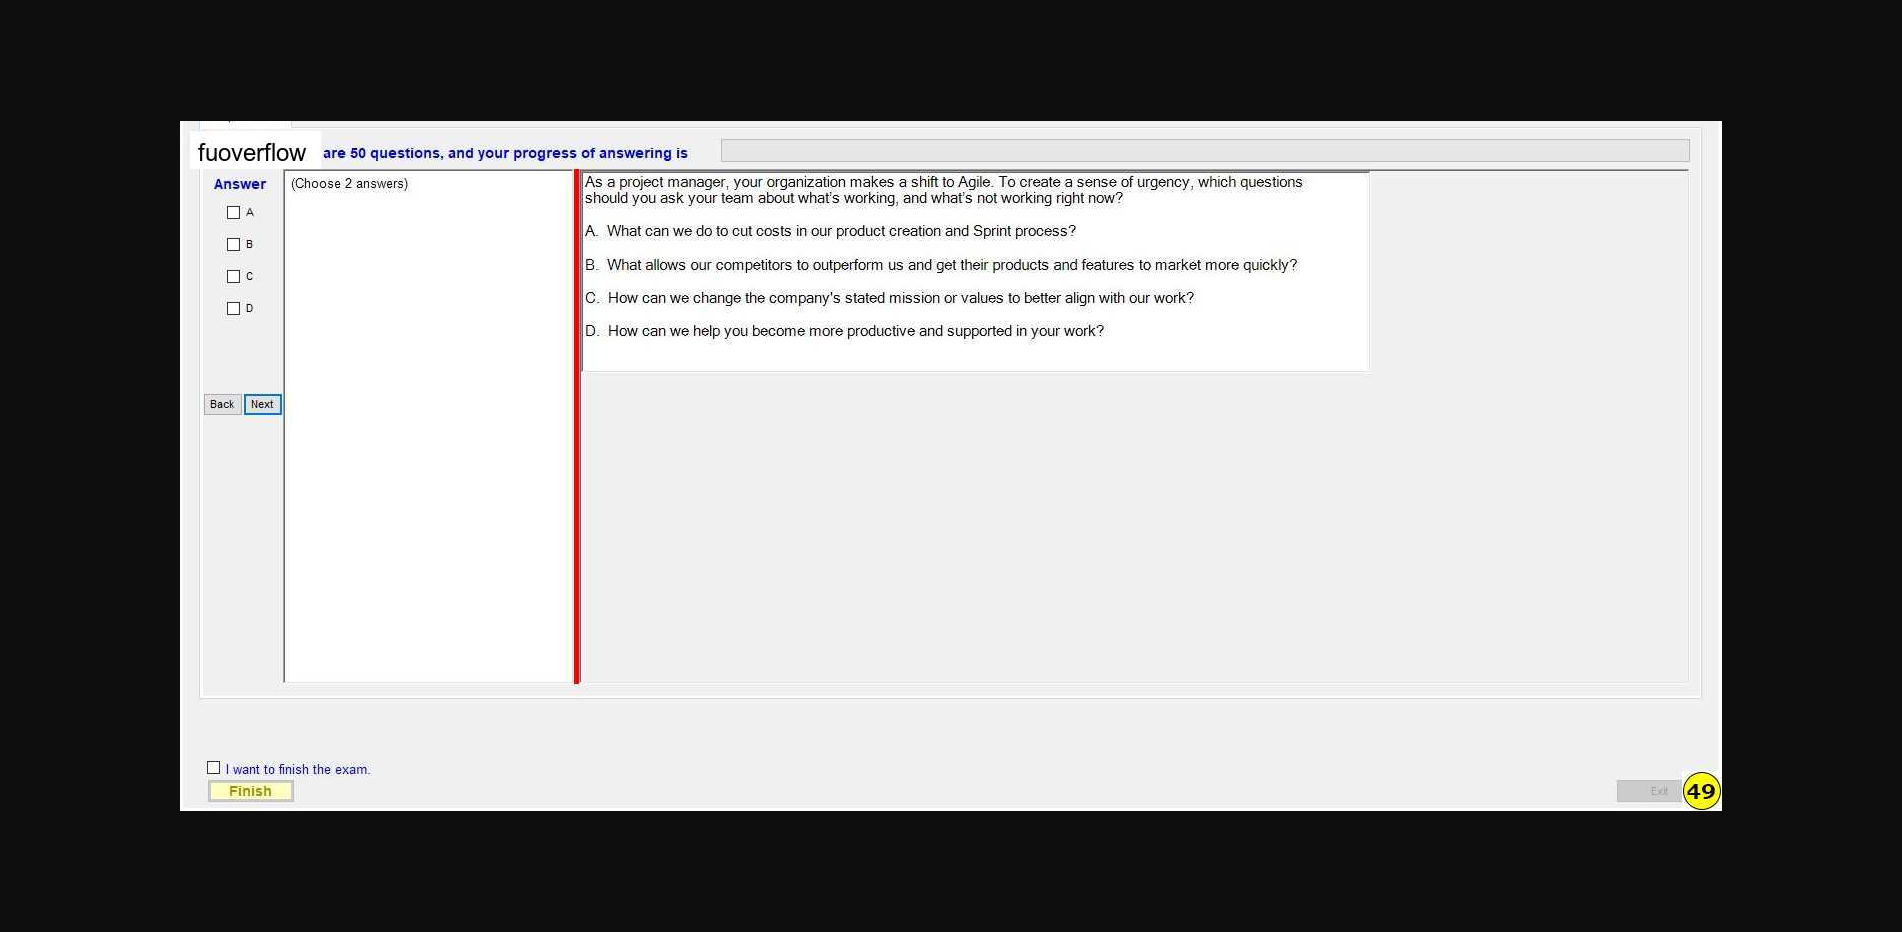 fuoverflow are 50 questions, and your progress of answering is
Answer
(Choose 2 answers)
A
B
C
D
Back Next
As a project manager, your organization makes a shift to Agile. To create a sense of urgency, which questions
should you ask your team about what's working, and what's not working right now?
A. What can we do to cut costs in our product creation and Sprint process?
B. What allows our competitors to outperform us and get their products and features to market more quickly?
C. How can we change the company's stated mission or values to better align with our work?
D. How can we help you become more productive and supported in your work?
I want to finish the exam.
Finish
Exit
49